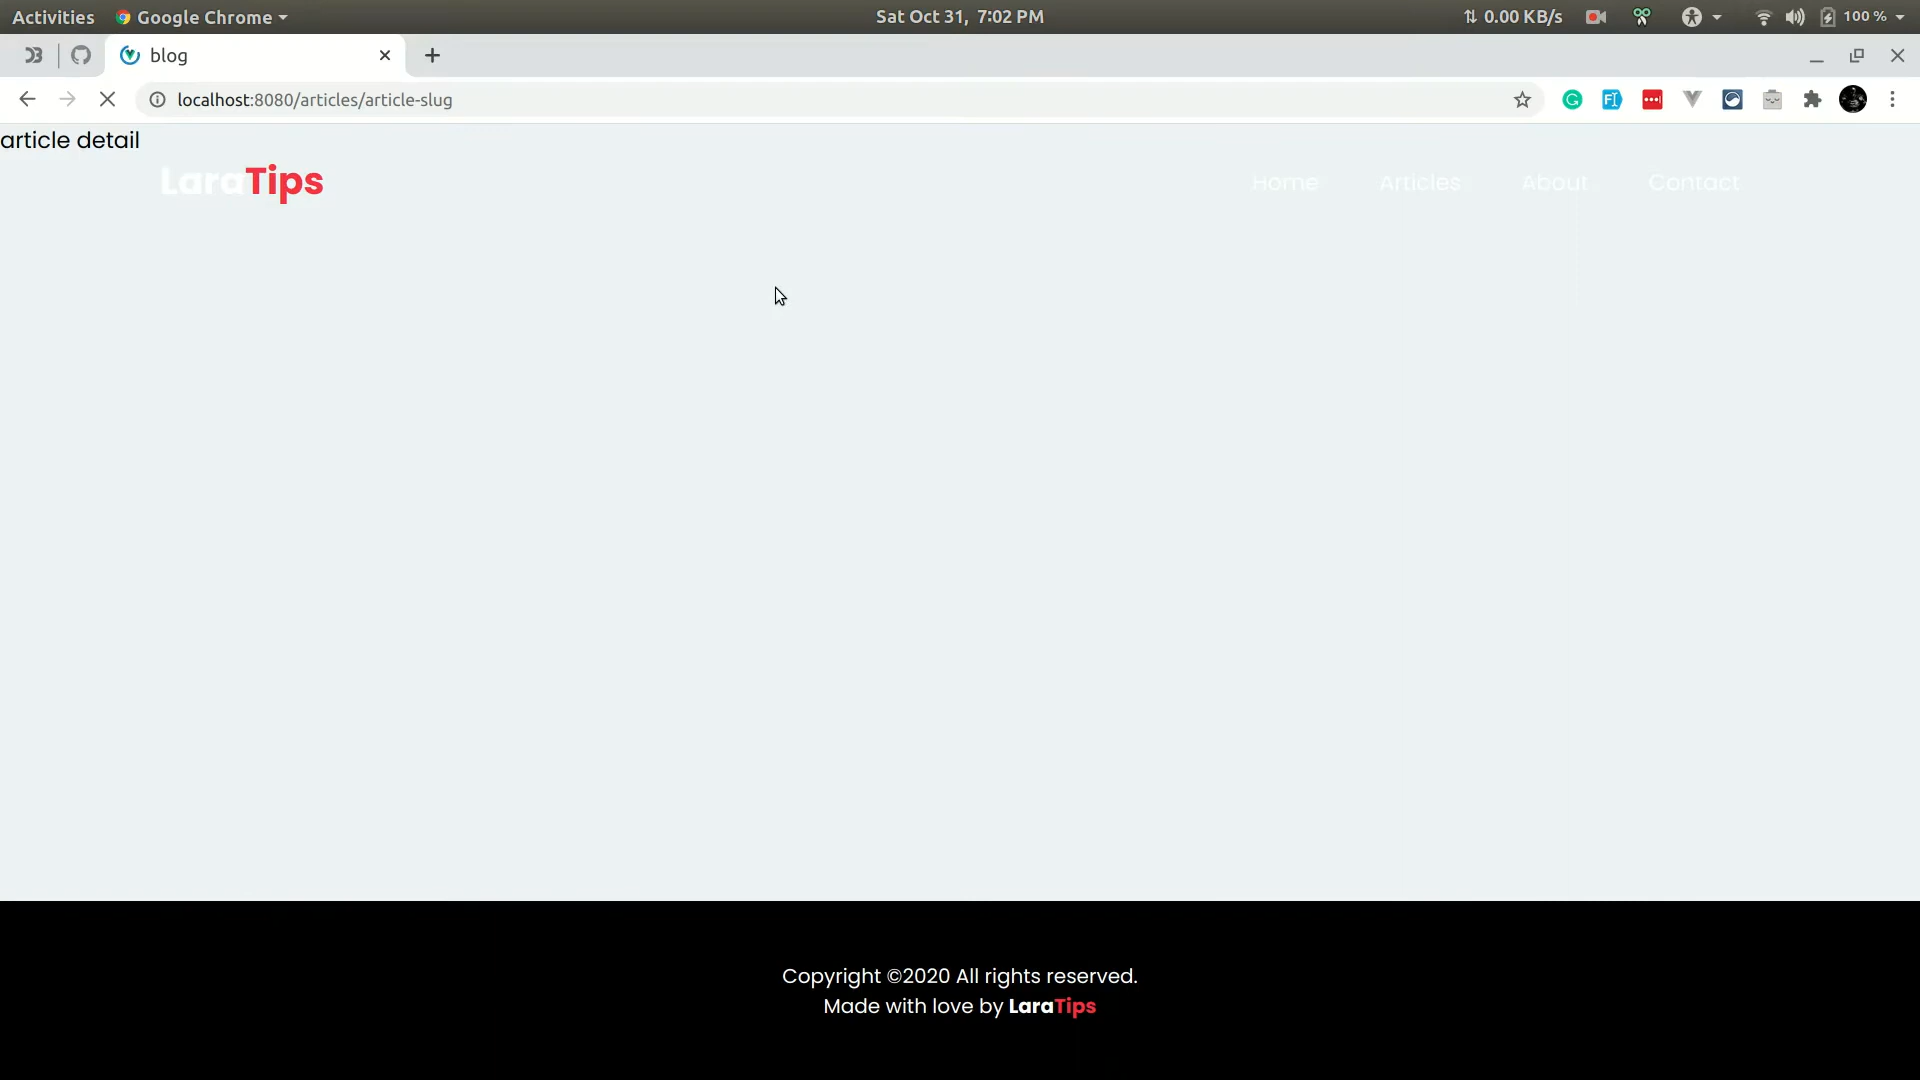 Activities Google Chrome Sat Oct 31, 7:02 PM 0.00 KB/s 100 %
blog
localhost:8080/articles/article-slug
article detail
LaraTips Home Articles About Contact
Copyright ©2020 All rights reserved.
Made with love by LaraTips